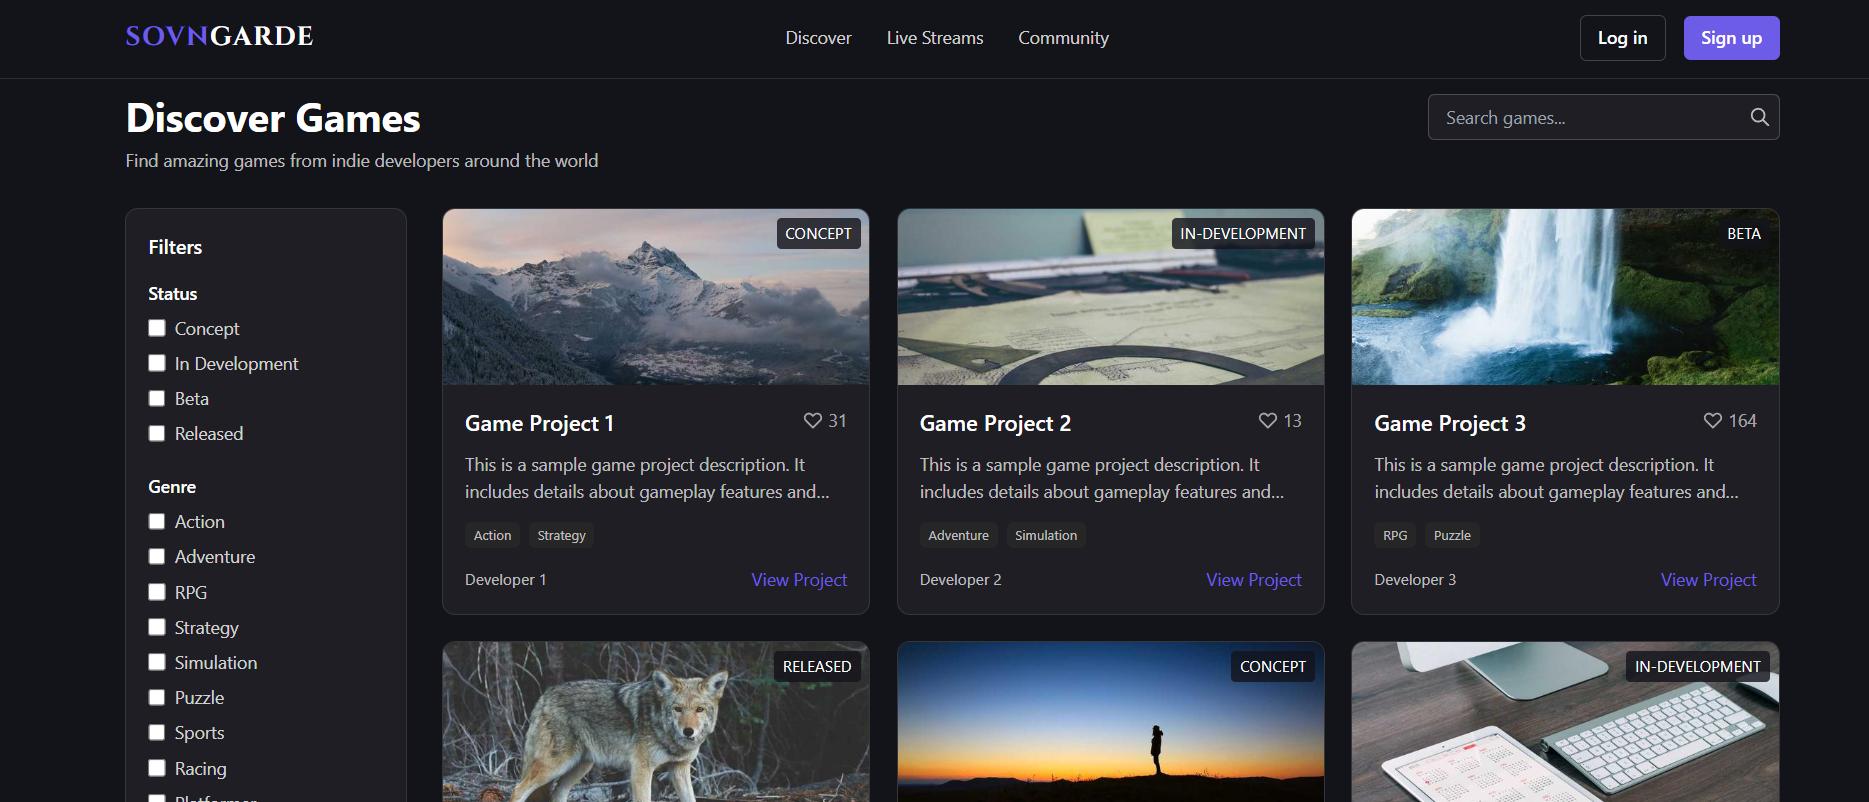 SOVNGARDE
Discover
Live Streams
Community
Log in
Sign up
Discover Games
Find amazing games from indie developers around the world
Search games...
Filters
Status
Concept
In Development
Beta
Released
Genre
Action
Adventure
RPG
Strategy
Simulation
Puzzle
Sports
Racing
Platformer
CONCEPT
Game Project 1
31
This is a sample game project description. It
includes details about gameplay features and...
Action
Strategy
Developer 1
View Project
IN-DEVELOPMENT
Game Project 2
13
This is a sample game project description. It
includes details about gameplay features and...
Adventure
Simulation
Developer 2
View Project
BETA
Game Project 3
164
This is a sample game project description. It
includes details about gameplay features and...
RPG
Puzzle
Developer 3
View Project
RELEASED
CONCEPT
IN-DEVELOPMENT